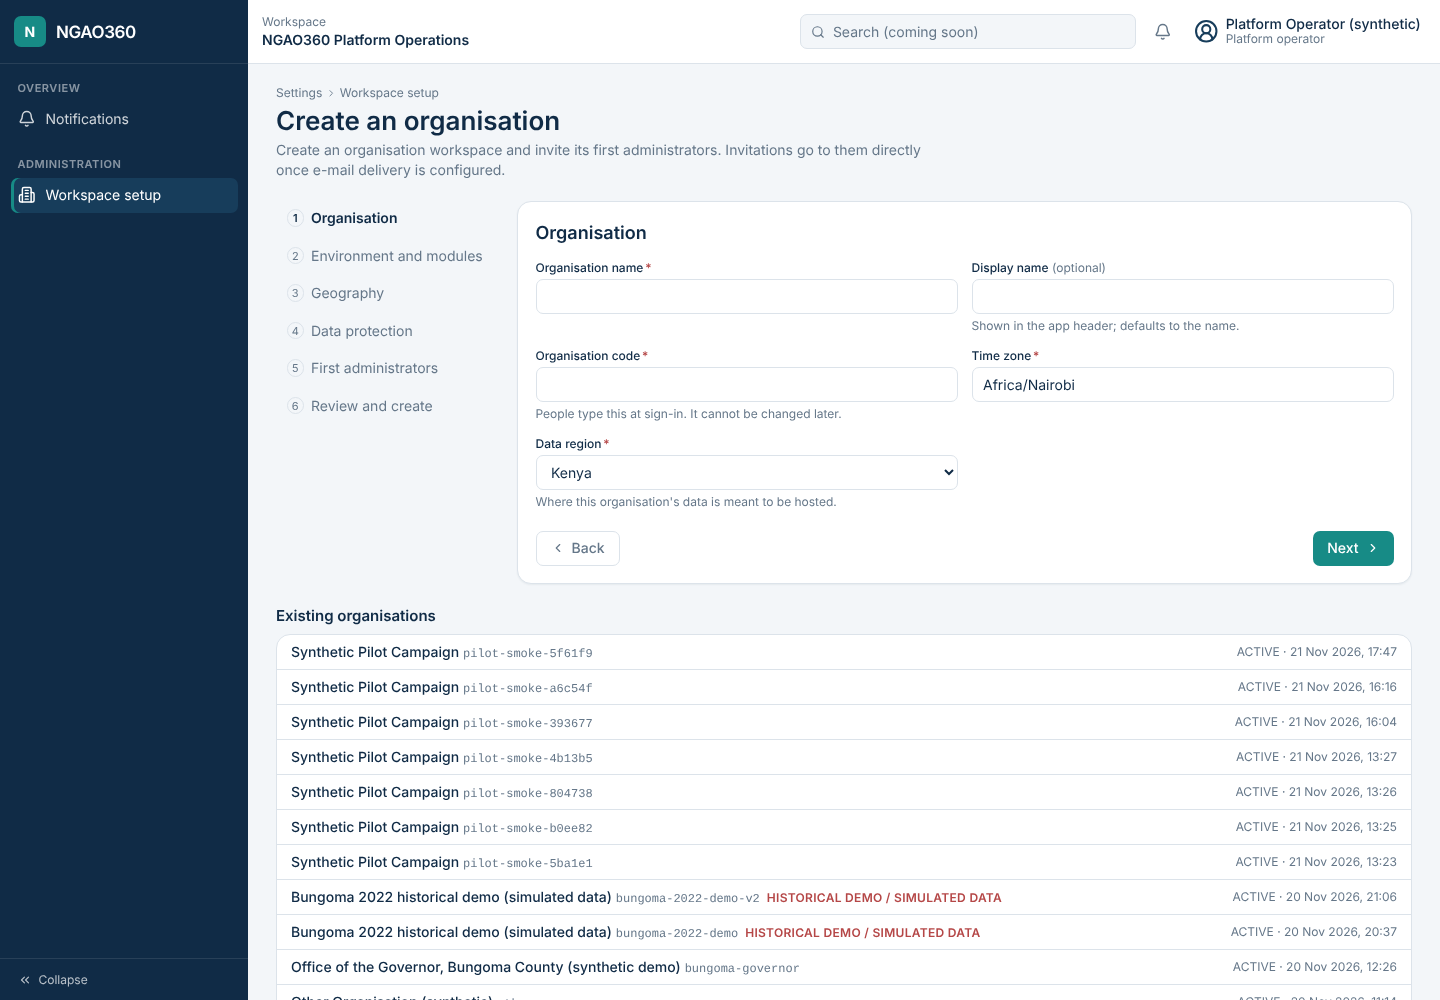 N NGAO360
Workspace
NGAO360 Platform Operations
Search (coming soon)
Platform Operator (synthetic)
Platform operator
OVERVIEW
Notifications
ADMINISTRATION
Workspace setup
Collapse
Settings › Workspace setup
Create an organisation
Create an organisation workspace and invite its first administrators. Invitations go to them directly
once e-mail delivery is configured.
1 Organisation
2 Environment and modules
3 Geography
4 Data protection
5 First administrators
6 Review and create
Organisation
Organisation name *
Display name (optional)
Shown in the app header; defaults to the name.
Organisation code *
People type this at sign-in. It cannot be changed later.
Time zone *
Africa/Nairobi
Data region *
Kenya
Where this organisation's data is meant to be hosted.
Back
Next
Existing organisations
Synthetic Pilot Campaign pilot-smoke-5f61f9 ACTIVE · 21 Nov 2026, 17:47
Synthetic Pilot Campaign pilot-smoke-a6c54f ACTIVE · 21 Nov 2026, 16:16
Synthetic Pilot Campaign pilot-smoke-393677 ACTIVE · 21 Nov 2026, 16:04
Synthetic Pilot Campaign pilot-smoke-4b13b5 ACTIVE · 21 Nov 2026, 13:27
Synthetic Pilot Campaign pilot-smoke-804738 ACTIVE · 21 Nov 2026, 13:26
Synthetic Pilot Campaign pilot-smoke-b0ee82 ACTIVE · 21 Nov 2026, 13:25
Synthetic Pilot Campaign pilot-smoke-5ba1e1 ACTIVE · 21 Nov 2026, 13:23
Bungoma 2022 historical demo (simulated data) bungoma-2022-demo-v2 HISTORICAL DEMO / SIMULATED DATA ACTIVE · 20 Nov 2026, 21:06
Bungoma 2022 historical demo (simulated data) bungoma-2022-demo HISTORICAL DEMO / SIMULATED DATA ACTIVE · 20 Nov 2026, 20:37
Office of the Governor, Bungoma County (synthetic demo) bungoma-governor ACTIVE · 20 Nov 2026, 12:26